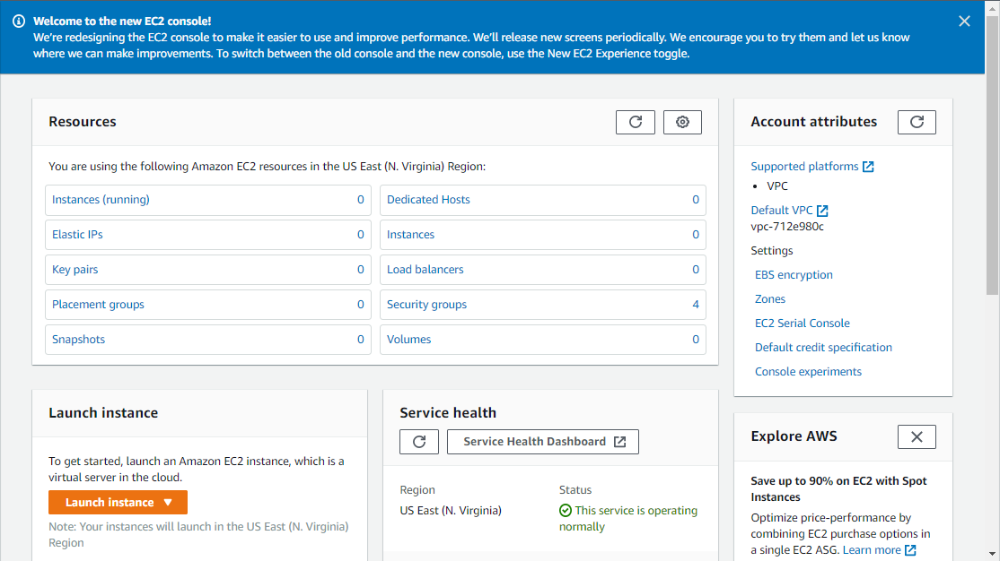 Welcome to the new EC2 console!
We're redesigning the EC2 console to make it easier to use and improve performance. We'll release new screens periodically. We encourage you to try them and let us know
where we can make improvements. To switch between the old console and the new console, use the New EC2 Experience toggle.
Resources
You are using the following Amazon EC2 resources in the US East (N. Virginia) Region:
Instances (running) 0
Dedicated Hosts 0
Elastic IPs 0
Instances 0
Key pairs 0
Load balancers 0
Placement groups 0
Security groups 4
Snapshots 0
Volumes 0
Account attributes
Supported platforms
• VPC
Default VPC
vpc-712e980c
Settings
EBS encryption
Zones
EC2 Serial Console
Default credit specification
Console experiments
Launch instance
To get started, launch an Amazon EC2 instance, which is a
virtual server in the cloud.
Launch instance ▼
Note: Your instances will launch in the US East (N. Virginia)
Region
Service health
Service Health Dashboard
Region Status
US East (N. Virginia) This service is operating
normally
Explore AWS
Save up to 90% on EC2 with Spot
Instances
Optimize price-performance by
combining EC2 purchase options in
a single EC2 ASG. Learn more